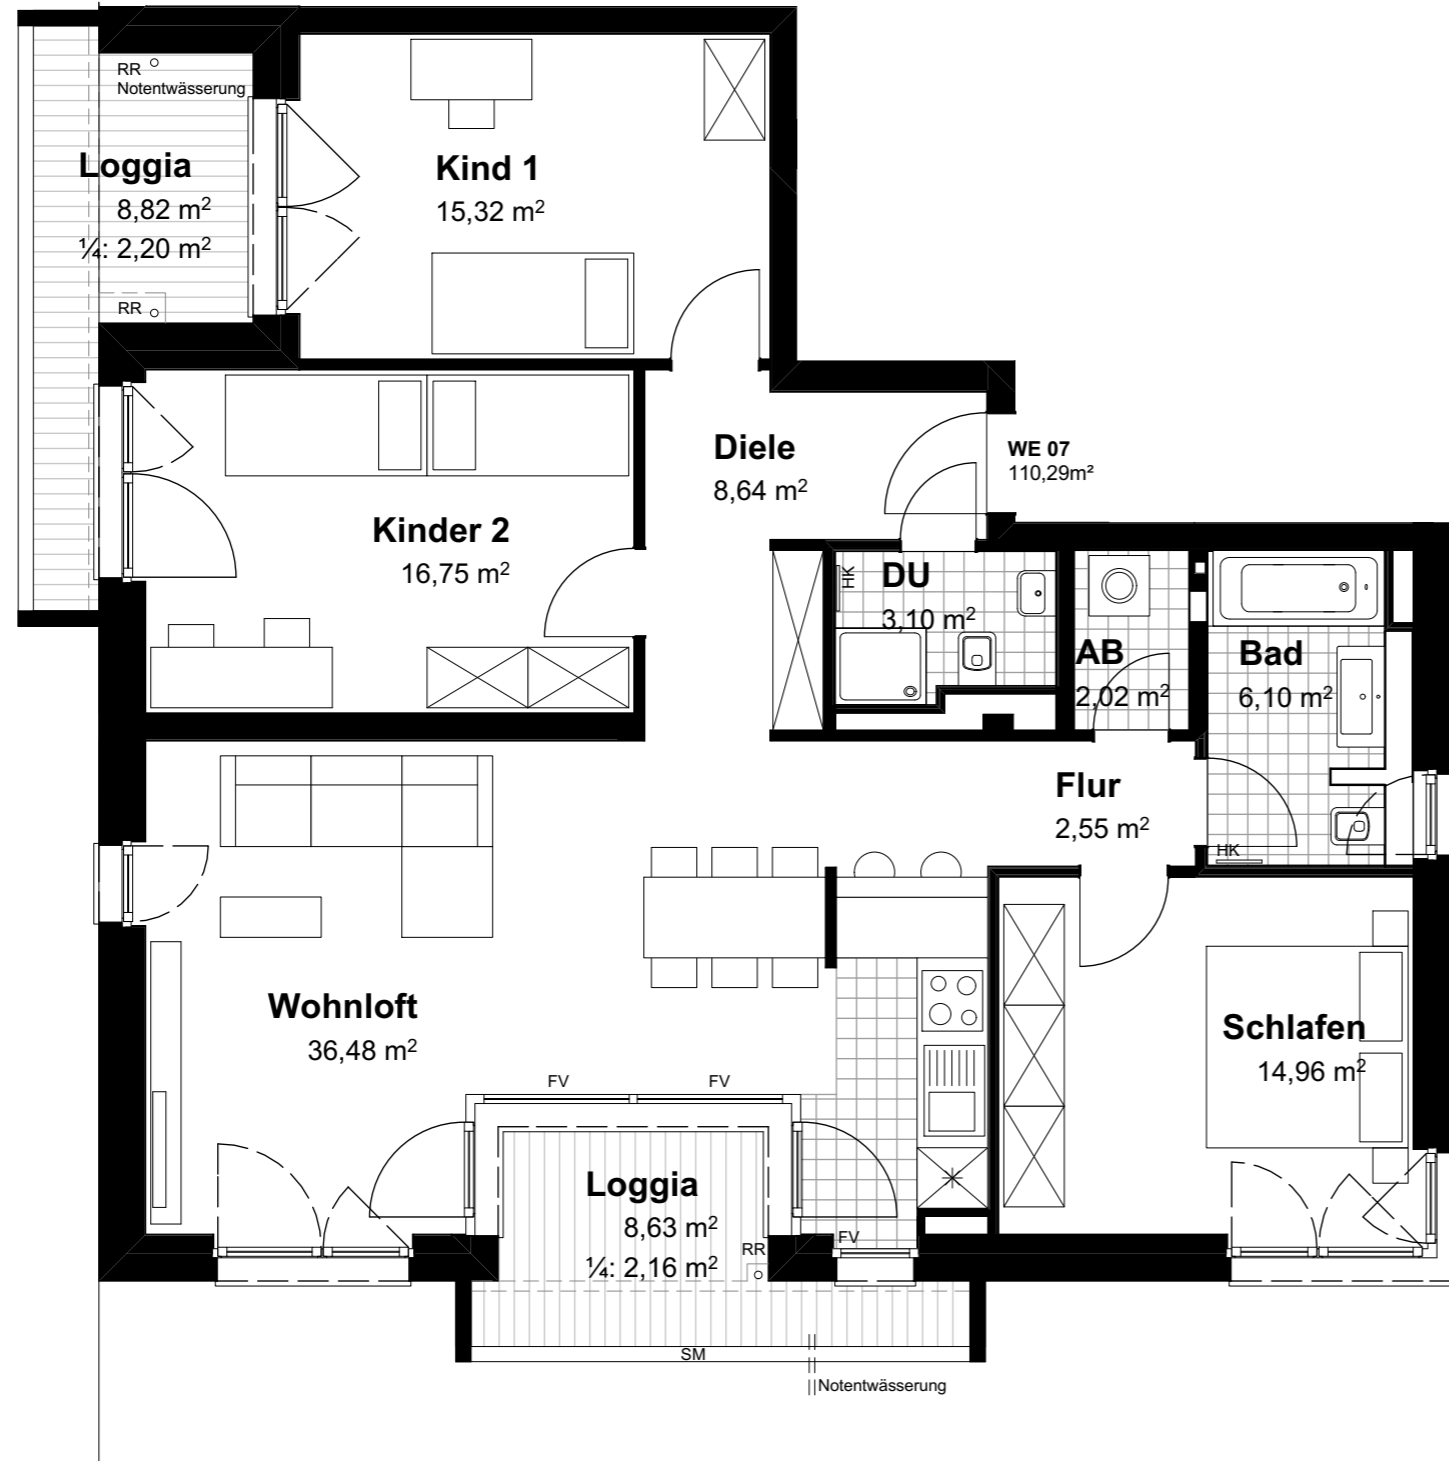 RR
Notentwässerung
Loggia
8,82 m²
¼: 2,20 m²
RR
Kind 1
15,32 m²
Diele
8,64 m²
WE 07
110,29m²
Kinder 2
16,75 m²
HK
DU
3,10 m²
AB
2,02 m²
Bad
6,10 m²
HK
Flur
2,55 m²
Wohnloft
36,48 m²
Schlafen
14,96 m²
FV
FV
Loggia
8,63 m²
¼: 2,16 m²
RR
FV
SM
Notentwässerung